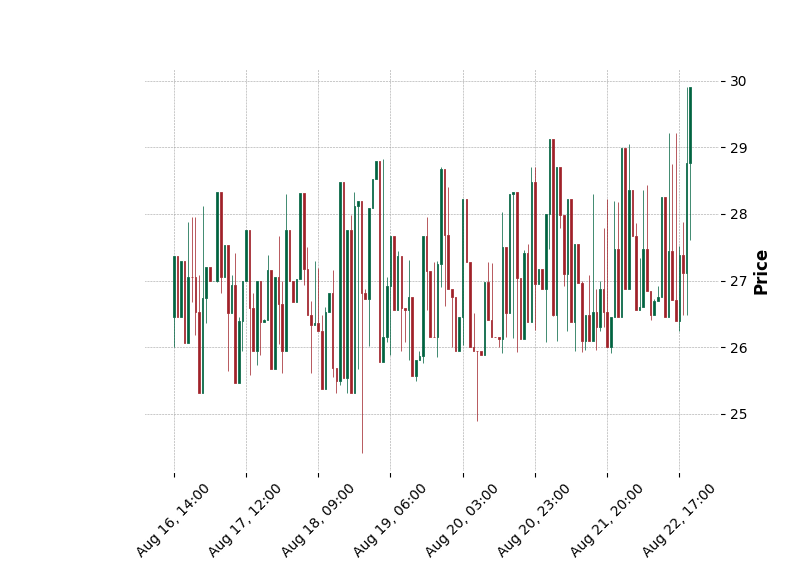 30
29
28
27
26
25
Price
Aug 16, 14:00
Aug 17, 12:00
Aug 18, 09:00
Aug 19, 06:00
Aug 20, 03:00
Aug 20, 23:00
Aug 21, 20:00
Aug 22, 17:00